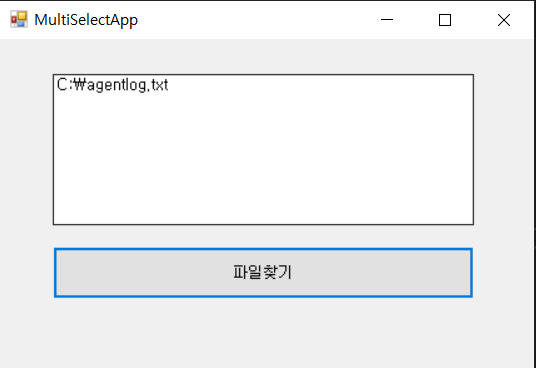 MultiSelectApp
C:₩agentlog.txt
파일찾기